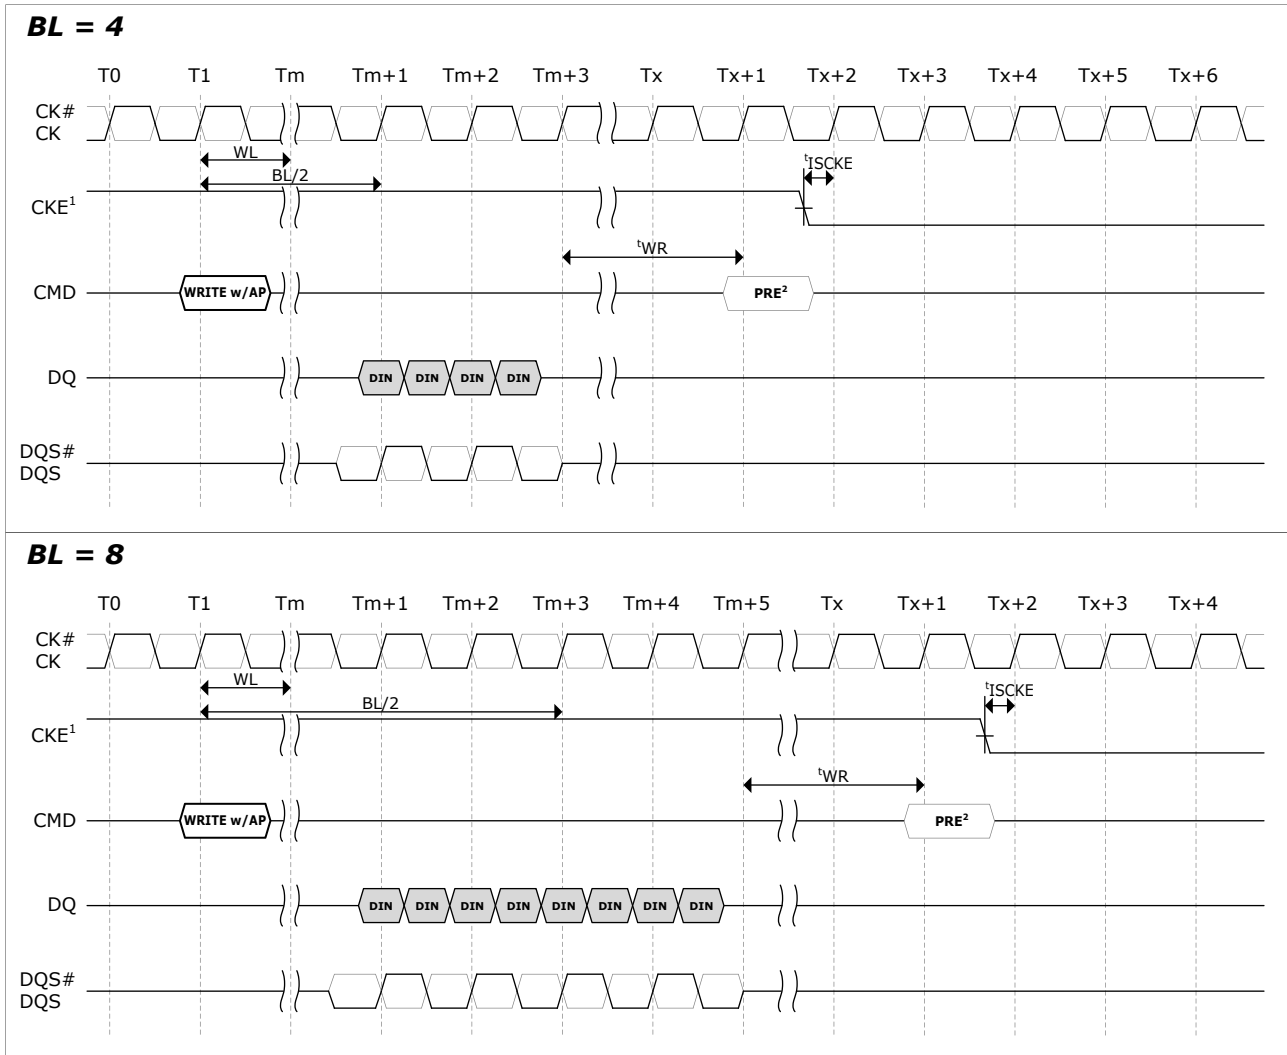 BL = 4
T0 T1 Tm Tm+1 Tm+2 Tm+3 Tx Tx+1 Tx+2 Tx+3 Tx+4 Tx+5 Tx+6
CK#
CK
WL
tISCKE
BL/2
CKE1
tWR
CMD WRITE w/AP PRE2
DQ DIN DIN DIN DIN
DQS#
DQS
BL = 8
T0 T1 Tm Tm+1 Tm+2 Tm+3 Tm+4 Tm+5 Tx Tx+1 Tx+2 Tx+3 Tx+4
CK#
CK
WL
tISCKE
BL/2
CKE1
tWR
CMD WRITE w/AP PRE2
DQ DIN DIN DIN DIN DIN DIN DIN DIN
DQS#
DQS